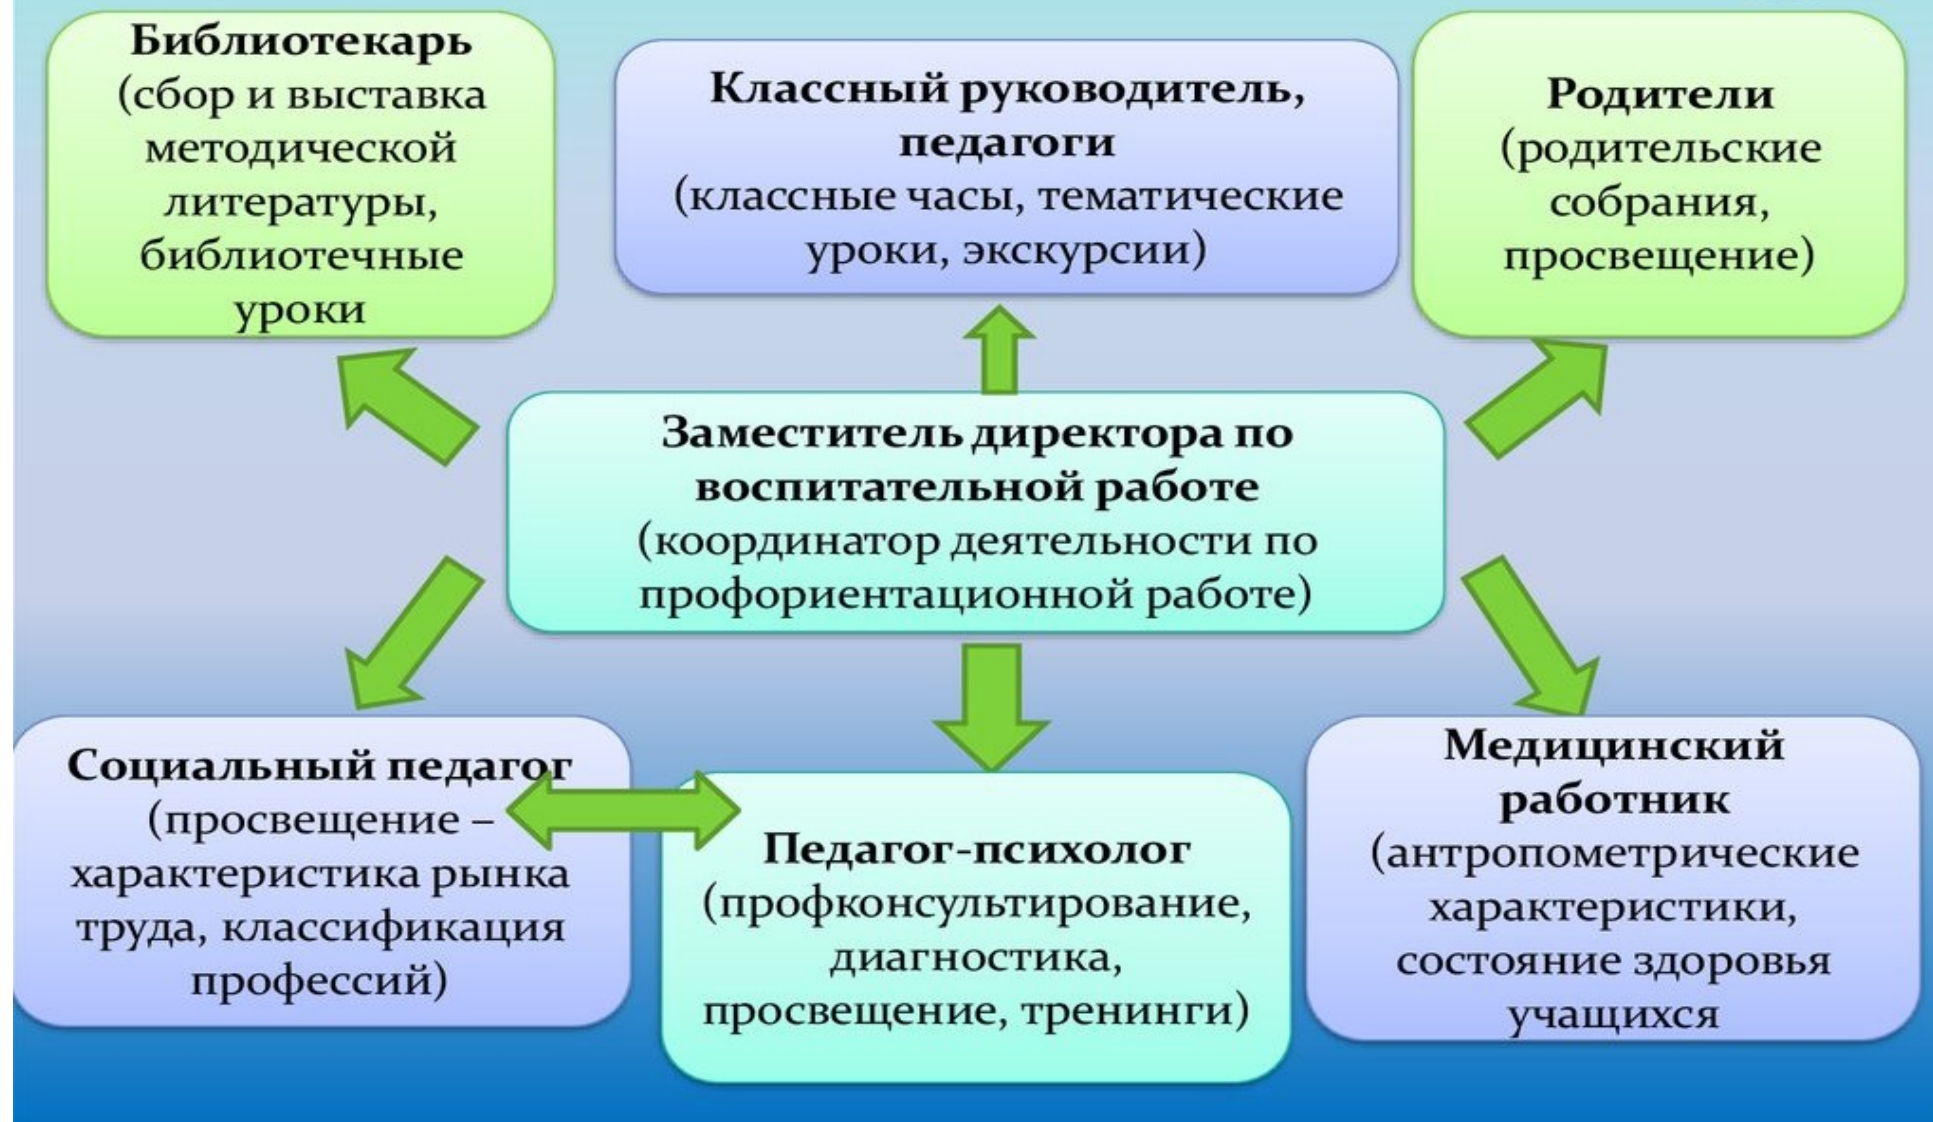 Библиотекарь
(сбор и выставка
методической
литературы,
библиотечные
уроки
Классный руководитель,
педагоги
(классные часы, тематические
уроки, экскурсии)
Родители
(родительские
собрания,
просвещение)
Заместитель директора по
воспитательной работе
(координатор деятельности по
профориентационной работе)
Социальный педагог
(просвещение –
характеристика рынка
труда, классификация
профессий)
Педагог-психолог
(профконсультирование,
диагностика,
просвещение, тренинги)
Медицинский
работник
(антропометрические
характеристики,
состояние здоровья
учащихся